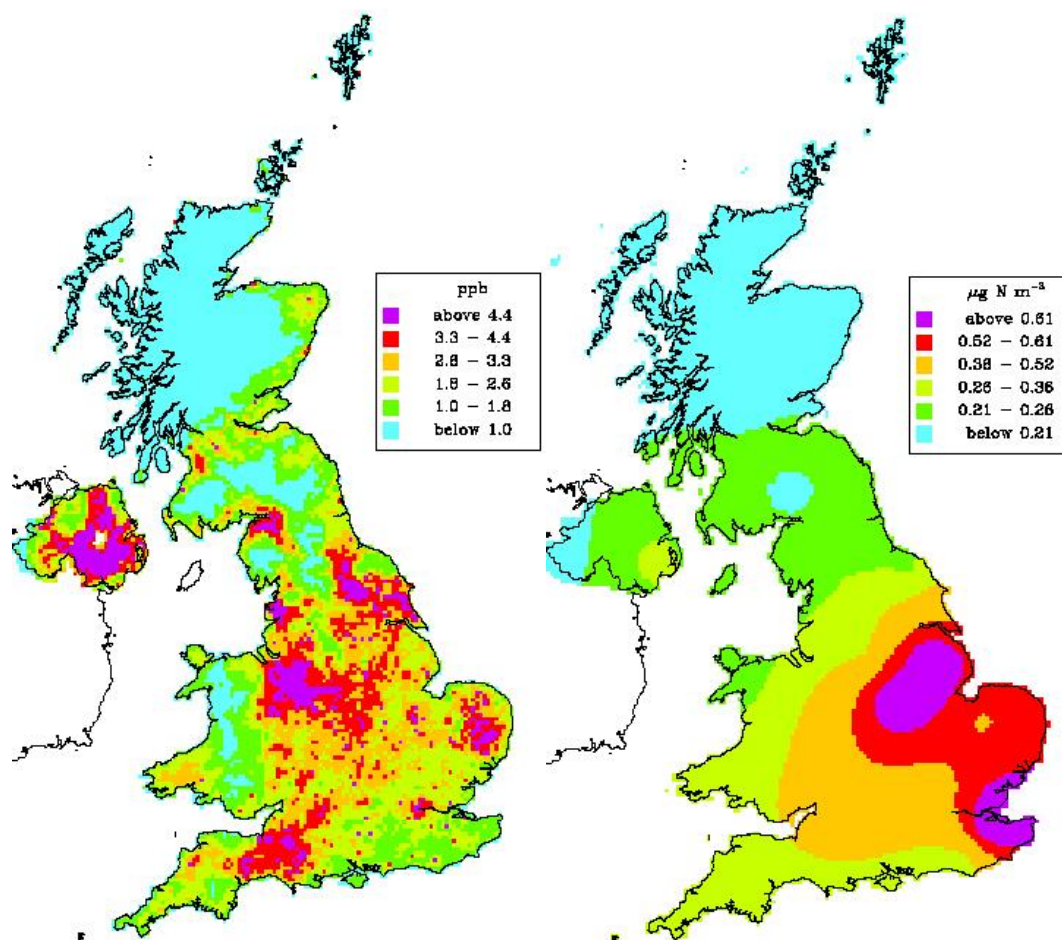 ppb
above 4.4
3.3 – 4.4
2.6 – 3.3
1.8 – 2.6
1.0 – 1.8
below 1.0
μg N m⁻³
above 0.61
0.52 – 0.61
0.36 – 0.52
0.26 – 0.36
0.21 – 0.26
below 0.21